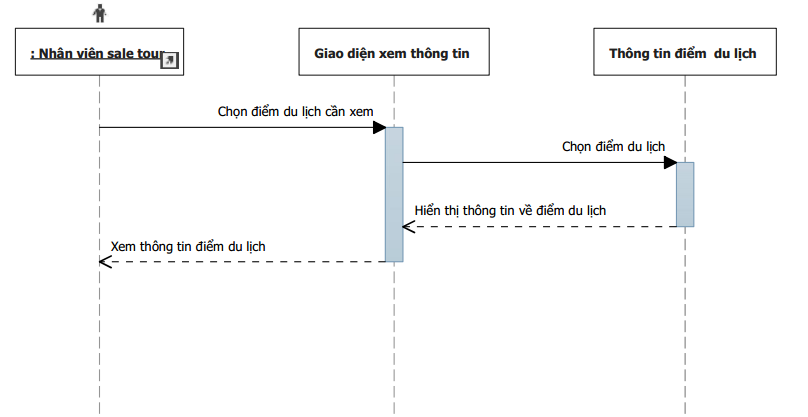 : Nhân viên sale tour
Giao diện xem thông tin
Thông tin điểm du lịch
Chọn điểm du lịch cần xem
Chọn điểm du lịch
Hiển thị thông tin về điểm du lịch
Xem thông tin điểm du lịch